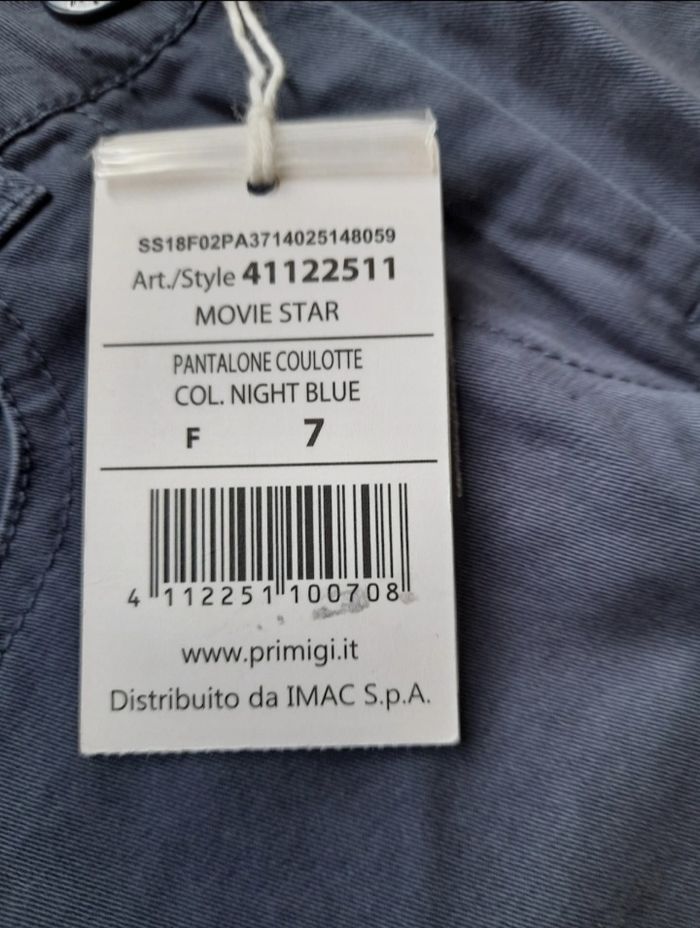 SS18F02PA3714025148059
Art./Style 41122511
MOVIE STAR
PANTALONE COULOTTE
COL. NIGHT BLUE
F 7
4 112251 100708
www.primigi.it
Distribuito da IMAC S.p.A.